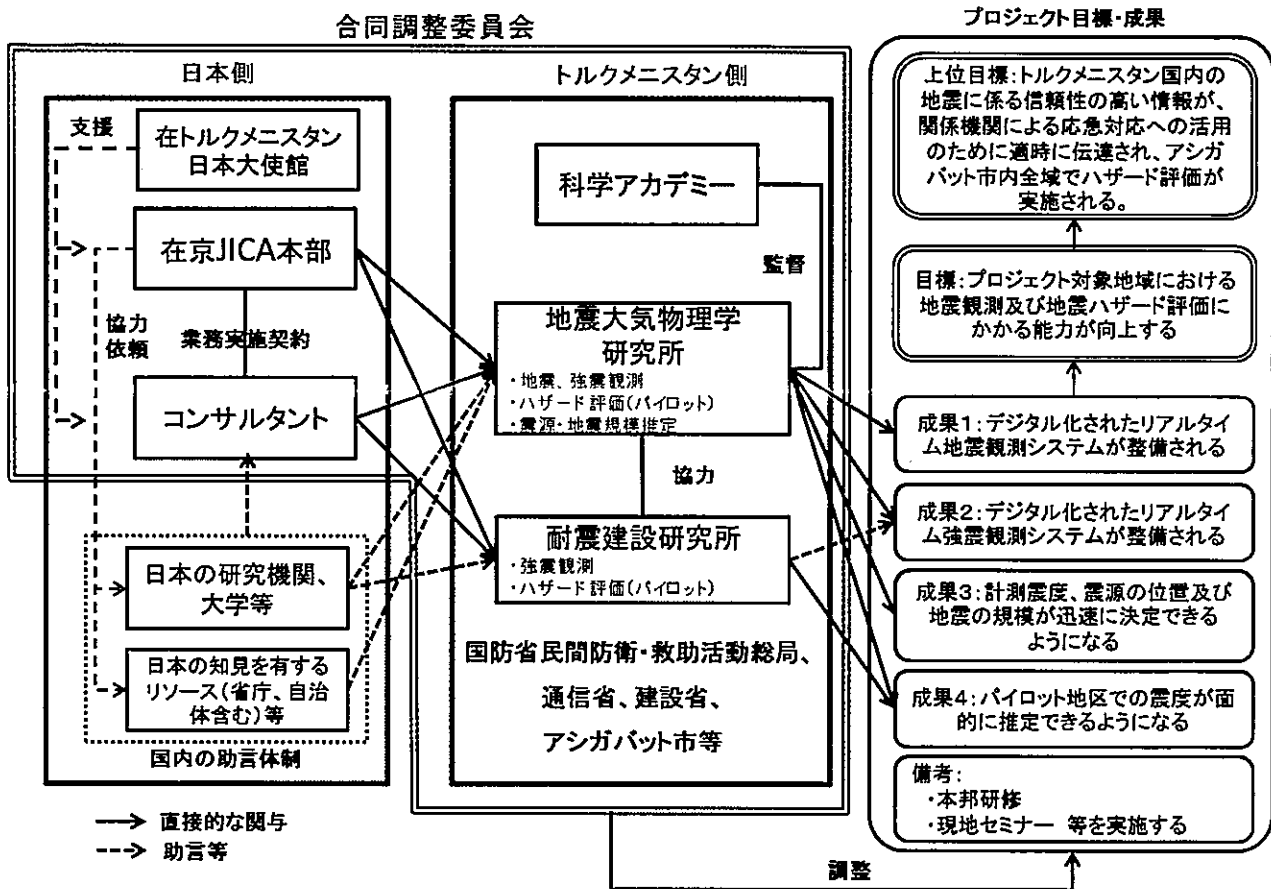 合同調整委員会
日本側
支援
在トルクメニスタン
日本大使館
在京JICA本部
協力
依頼
業務実施契約
コンサルタント
日本の研究機関、
大学等
日本の知見を有する
リソース(省庁、自治
体含む)等
国内の助言体制
直接的な関与
助言等
トルクメニスタン側
科学アカデミー
監督
地震大気物理学
研究所
・地震、強震観測
・ハザード評価(パイロット)
・震源・地震規模推定
協力
耐震建設研究所
・強震観測
・ハザード評価(パイロット)
国防省民間防衛・救助活動総局、
通信省、建設省、
アシガバット市等
プロジェクト目標・成果
上位目標:トルクメニスタン国内の
地震に係る信頼性の高い情報が、
関係機関による応急対応への活用
のために適時に伝達され、アシガ
バット市内全域でハザード評価が
実施される。
目標:プロジェクト対象地域における
地震観測及び地震ハザード評価に
かかる能力が向上する
成果1:デジタル化されたリアルタイ
ム地震観測システムが整備される
成果2:デジタル化されたリアルタイ
ム強震観測システムが整備される
成果3:計測震度、震源の位置及び
地震の規模が迅速に決定できる
ようになる
成果4:パイロット地区での震度が面
的に推定できるようになる
備考:
・本邦研修
・現地セミナー 等を実施する
調整